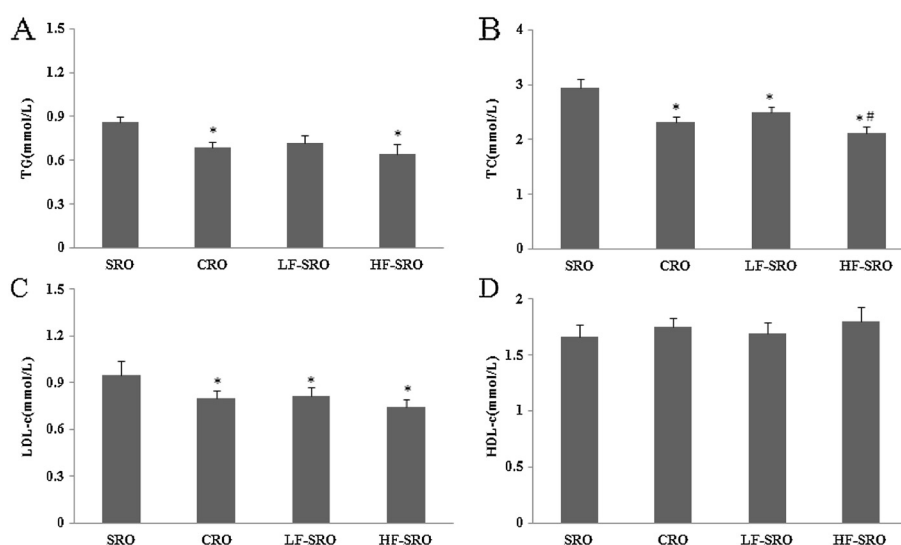 A
TG(mmol/L)
1.5
1.2
0.9
0.6
0.3
0
*
*
SRO CRO LF-SRO HF-SRO
B
TC(mmol/L)
4
3
2
1
0
*
*
*#
SRO CRO LF-SRO HF-SRO
C
LDL-c(mmol/L)
1.5
1.2
0.9
0.6
0.3
0
*
*
*
SRO CRO LF-SRO HF-SRO
D
HDL-c(mmol/L)
2
1.5
1
0.5
0
SRO CRO LF-SRO HF-SRO